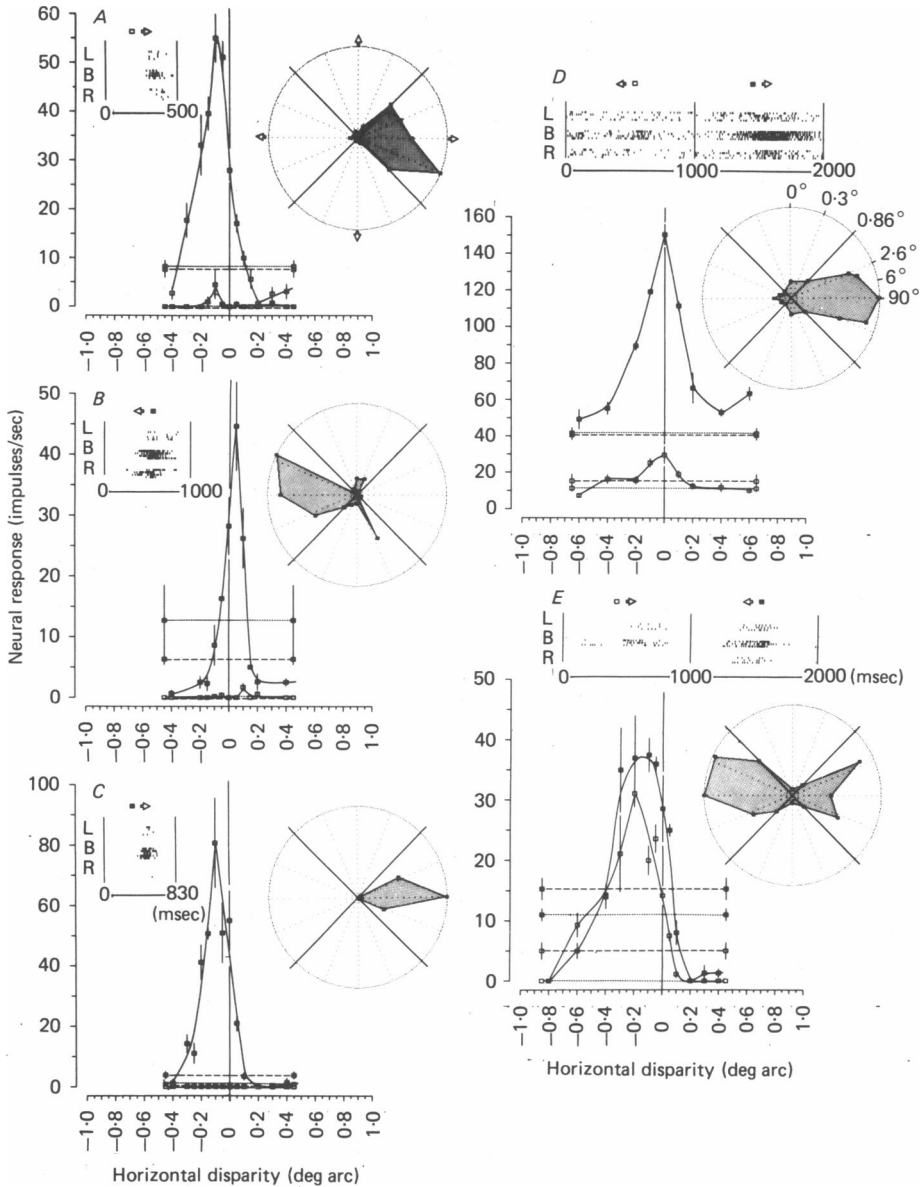 A
L
B
R
0 500
60
50
40
30
20
10
0
-1·0 -0·8 -0·6 -0·4 -0·2 0 0·2 0·4 0·6 0·8 1·0
B
L
B
R
0 1000
50
40
30
20
10
0
-1·0 -0·8 -0·6 -0·4 -0·2 0 0·2 0·4 0·6 0·8 1·0
Neural response (impulses/sec)
C
L
B
R
0 830
(msec)
100
80
60
40
20
0
-1·0 -0·8 -0·6 -0·4 -0·2 0 0·2 0·4 0·6 0·8 1·0
Horizontal disparity (deg arc)
D
L
B
R
0 1000 2000
0°
0·3°
0·86°
2·6°
6°
90°
160
140
120
100
80
60
40
20
0
-1·0 -0·8 -0·6 -0·4 -0·2 0 0·2 0·4 0·6 0·8 1·0
E
L
B
R
0 1000 2000 (msec)
50
40
30
20
10
0
-1·0 -0·8 -0·6 -0·4 -0·2 0 0·2 0·4 0·6 0·8 1·0
Horizontal disparity (deg arc)